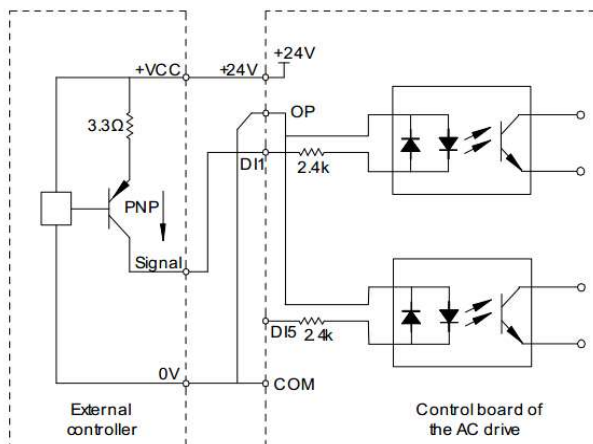 +24V
+VCC
+24V
OP
3.3Ω
DI1
2.4k
PNP
Signal
DI5
2.4k
0V
COM
External
controller
Control board of
the AC drive